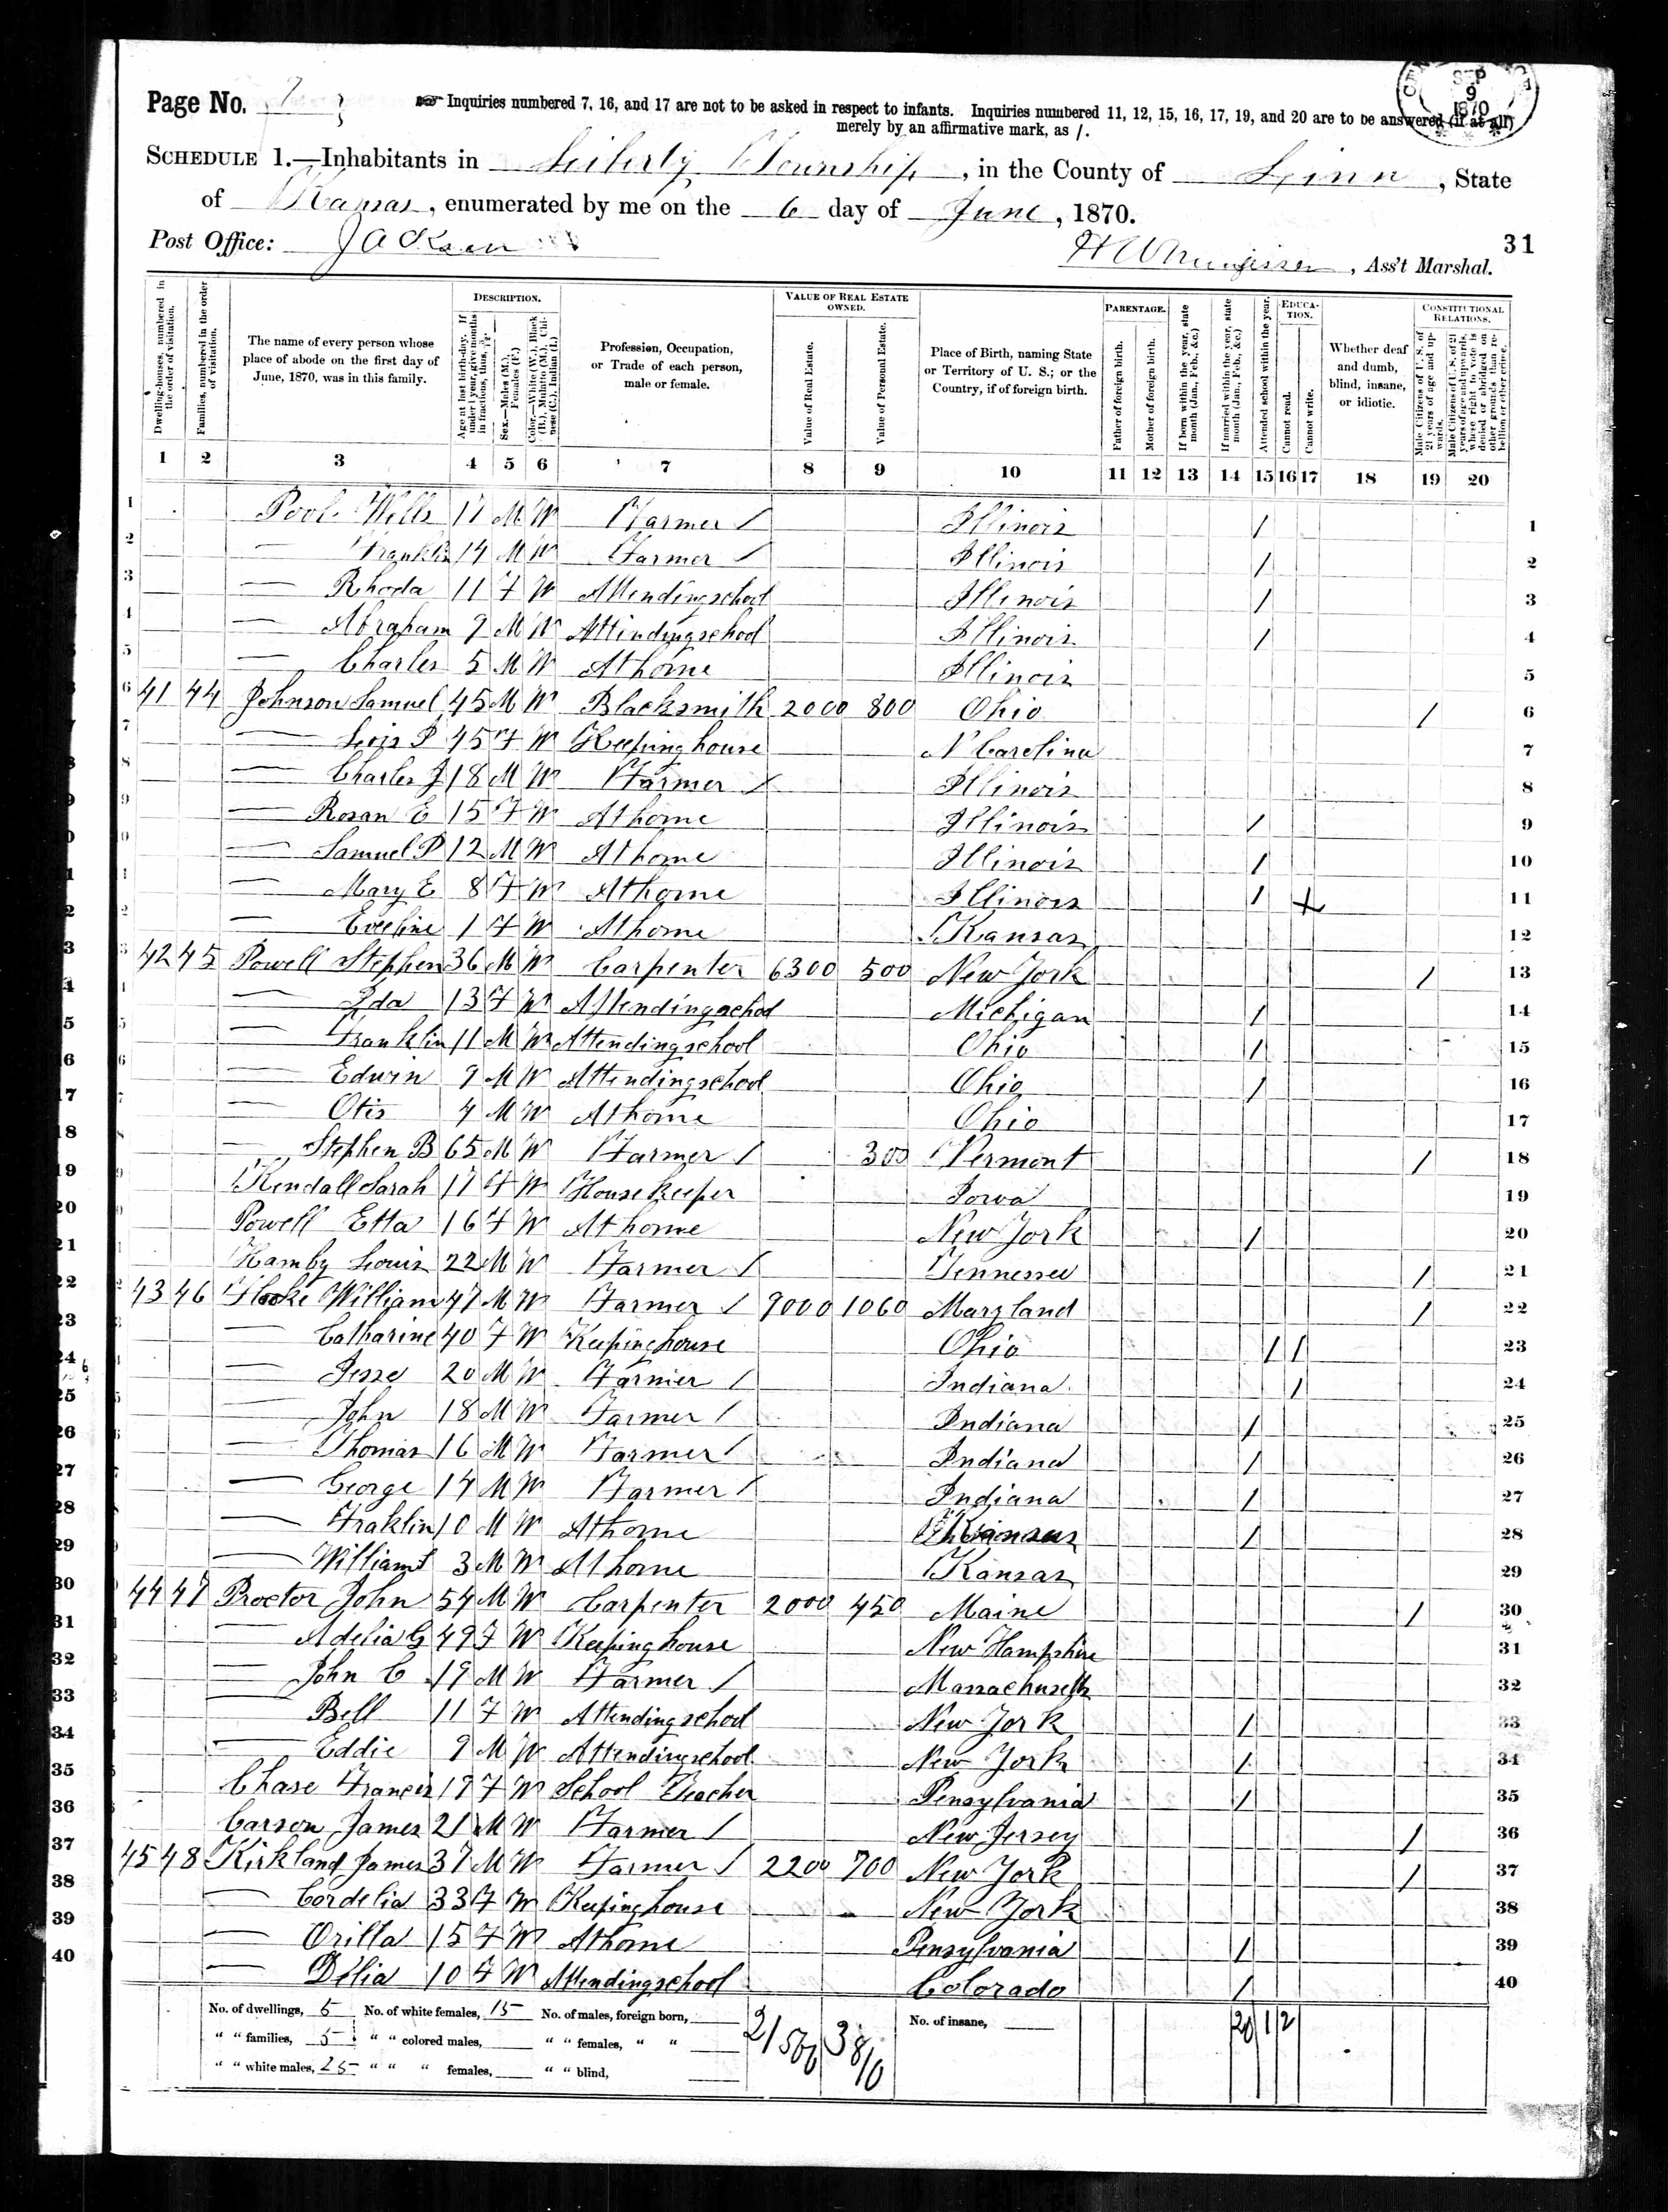 Page No. 7
Inquiries numbered 7, 16, and 17 are not to be asked in respect to infants. Inquiries numbered 11, 12, 15, 16, 17, 19, and 20 are to be answered (if at all)
merely by an affirmative mark, as /.
SEP
9
1870
SCHEDULE 1.—Inhabitants in Leiberty Township, in the County of Linn, State
of Kansas, enumerated by me on the 6 day of June, 1870.
Post Office: Jackson
31
, Ass't Marshal.
Dwelling-houses, numbered in the order of visitation.
Families, numbered in the order of visitation.
The name of every person whose place of abode on the first day of June, 1870, was in this family.
DESCRIPTION.
Age at last birth-day. If under 1 year, give months in fractions, thus, 3/12.
Sex.—Males (M.), Females (F.)
Color.—White (W.), Black (B.), Mulatto (M.), Chinese (C.), Indian (I.)
Profession, Occupation, or Trade of each person, male or female.
VALUE OF REAL ESTATE OWNED.
Value of Real Estate.
Value of Personal Estate.
Place of Birth, naming State or Territory of U. S.; or the Country, if of foreign birth.
PARENTAGE.
Father of foreign birth.
Mother of foreign birth.
If born within the year, state month (Jan., Feb., &c.)
If married within the year, state month (Jan., Feb., &c.)
Attended school within the year.
EDUCATION.
Cannot read.
Cannot write.
Whether deaf and dumb, blind, insane, or idiotic.
CONSTITUTIONAL RELATIONS.
Male Citizens of U. S. of 21 years of age and upwards.
Male Citizens of U. S. of 21 years of age and upwards, where right to vote is denied or abridged on other grounds than rebellion or other crime.
1 2 3 4 5 6 7 8 9 10 11 12 13 14 15 16 17 18 19 20
1 Pool Wells 17 M W Farmer / Illinois / 1
2 — Franklin 14 M W Farmer / Illinois / 2
3 — Rhoda 11 F W Attending school Illinois / 3
4 — Abraham 9 M W Attending school Illinois / 4
5 — Charles 5 M W At home Illinois 5
6 41 44 Johnson Samuel 45 M W Blacksmith 2000 800 Ohio / 6
7 — Lois P 45 F W Keeping house N Carolina 7
8 — Charles J 18 M W Farmer / Illinois 8
9 — Rosan E 15 F W At home Illinois / 9
— Samuel P 12 M W At home Illinois / 10
— Mary E 8 F W At home Illinois / + 11
— Eveline 1 F W At home Kansas 12
42 45 Powell Stephen 36 M W Carpenter 6300 500 New York / 13
— Ida 13 F W Attending school Michigan / 14
— Franklin 11 M W Attending school Ohio / 15
— Edwin 9 M W Attending school Ohio / 16
— Otis 4 M W At home Ohio 17
— Stephen B 65 M W Farmer / 300 Vermont / 18
Kendall Sarah 17 F W House Keeper Iowa 19
Powell Etta 16 F W At home New York / 20
Hamby Louis 22 M W Farmer / Tennessee / 21
43 46 William 47 M W Farmer / 9000 1060 Maryland / 22
— Catharine 40 F W Keeping house Ohio / / 23
— Jesse 20 M W Farmer / Indiana / 24
— John 18 M W Farmer / Indiana / 25
— Thomas 16 M W Farmer / Indiana / 26
— George 14 M W Farmer / Indiana / 27
— Fraklin 10 M W At home Kansas / 28
— William 3 M W At home Kansas 29
44 47 Proctor John 54 M W Carpenter 2000 450 Maine / 30
— Adelia G 49 F W Keeping house New Hampshire 31
— John C 19 M W Farmer / Massachusetts 32
— Bell 11 F W Attending school New York / 33
— Eddie 9 M W Attending school New York / 34
Chase Francis 19 F W School Teacher Pensylvania / 35
Carson James 21 M W Farmer / New Jersey / 36
45 48 Kirkland James 37 M W Farmer / 2200 700 New York / 37
— Cordelia 33 F W Keeping house New York 38
— Orilla 15 F W At home Pensylvania / 39
— Delia 10 F W Attending school Colorado / 40
No. of dwellings, 5 No. of white females, 15 No. of males, foreign born, 21500 3810 No. of insane, 20 1 2
" " families, 5 " " colored males, " " females, " "
" " white males, 25 " " " females, " " blind,